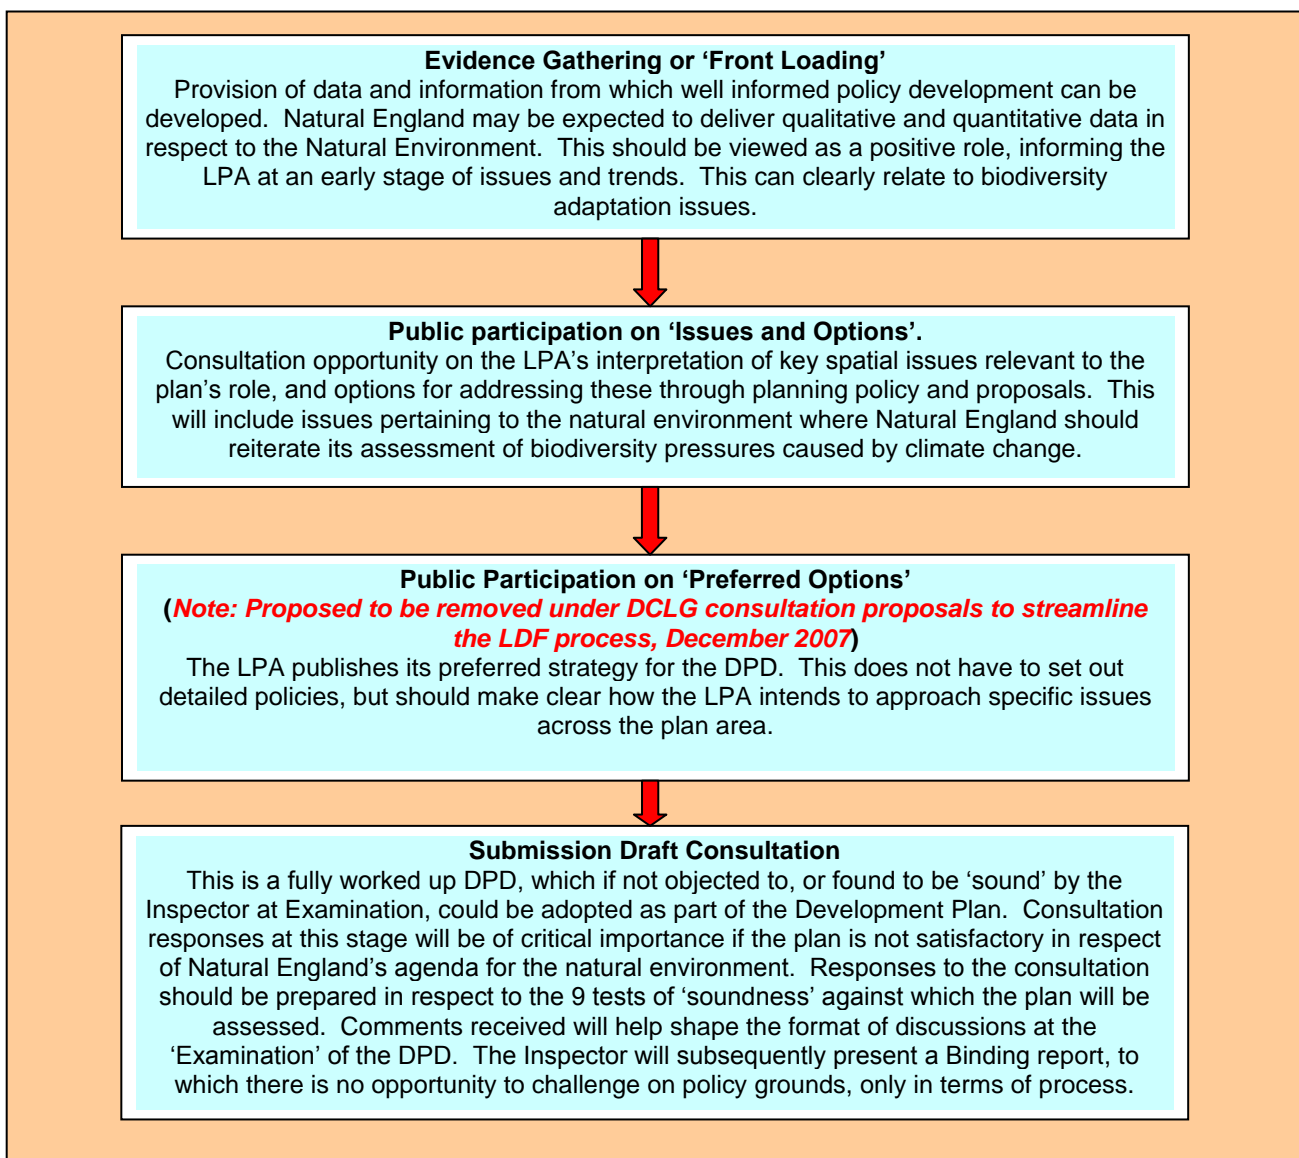 Evidence Gathering or ‘Front Loading’
Provision of data and information from which well informed policy development can be
developed.  Natural England may be expected to deliver qualitative and quantitative data in
respect to the Natural Environment.  This should be viewed as a positive role, informing the
LPA at an early stage of issues and trends.  This can clearly relate to biodiversity
adaptation issues.
Public participation on ‘Issues and Options’.
Consultation opportunity on the LPA’s interpretation of key spatial issues relevant to the
plan’s role, and options for addressing these through planning policy and proposals.  This
will include issues pertaining to the natural environment where Natural England should
reiterate its assessment of biodiversity pressures caused by climate change.
Public Participation on ‘Preferred Options’
(Note: Proposed to be removed under DCLG consultation proposals to streamline
the LDF process, December 2007)
The LPA publishes its preferred strategy for the DPD.  This does not have to set out
detailed policies, but should make clear how the LPA intends to approach specific issues
across the plan area.
Submission Draft Consultation
This is a fully worked up DPD, which if not objected to, or found to be ‘sound’ by the
Inspector at Examination, could be adopted as part of the Development Plan.  Consultation
responses at this stage will be of critical importance if the plan is not satisfactory in respect
of Natural England’s agenda for the natural environment.  Responses to the consultation
should be prepared in respect to the 9 tests of ‘soundness’ against which the plan will be
assessed.  Comments received will help shape the format of discussions at the
‘Examination’ of the DPD.  The Inspector will subsequently present a Binding report, to
which there is no opportunity to challenge on policy grounds, only in terms of process.